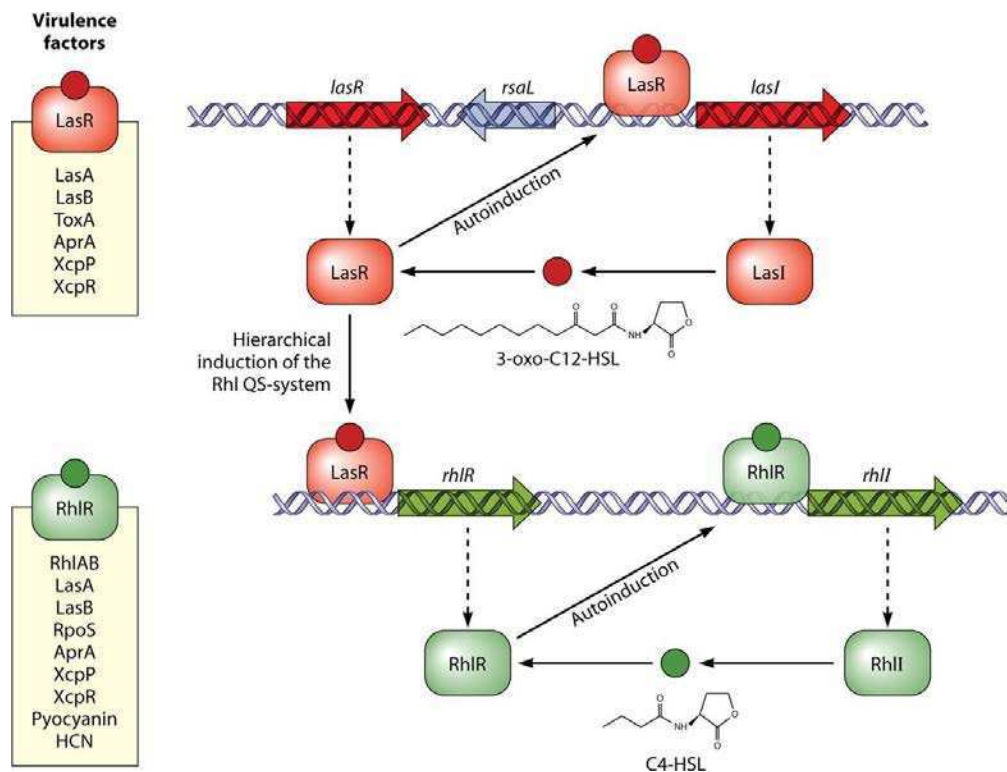 Virulence
factors
LasR
LasA
LasB
ToxA
AprA
XcpP
XcpR
lasR
rsaL
LasR
lasI
Autoinduction
LasR
LasI
O
O
NH
O
O
3-oxo-C12-HSL
Hierarchical
induction of the
Rhl QS-system
RhlR
RhlAB
LasA
LasB
RpoS
AprA
XcpP
XcpR
Pyocyanin
HCN
LasR
rhlR
RhlR
rhlI
Autoinduction
RhlR
RhlI
O
NH
O
O
C4-HSL